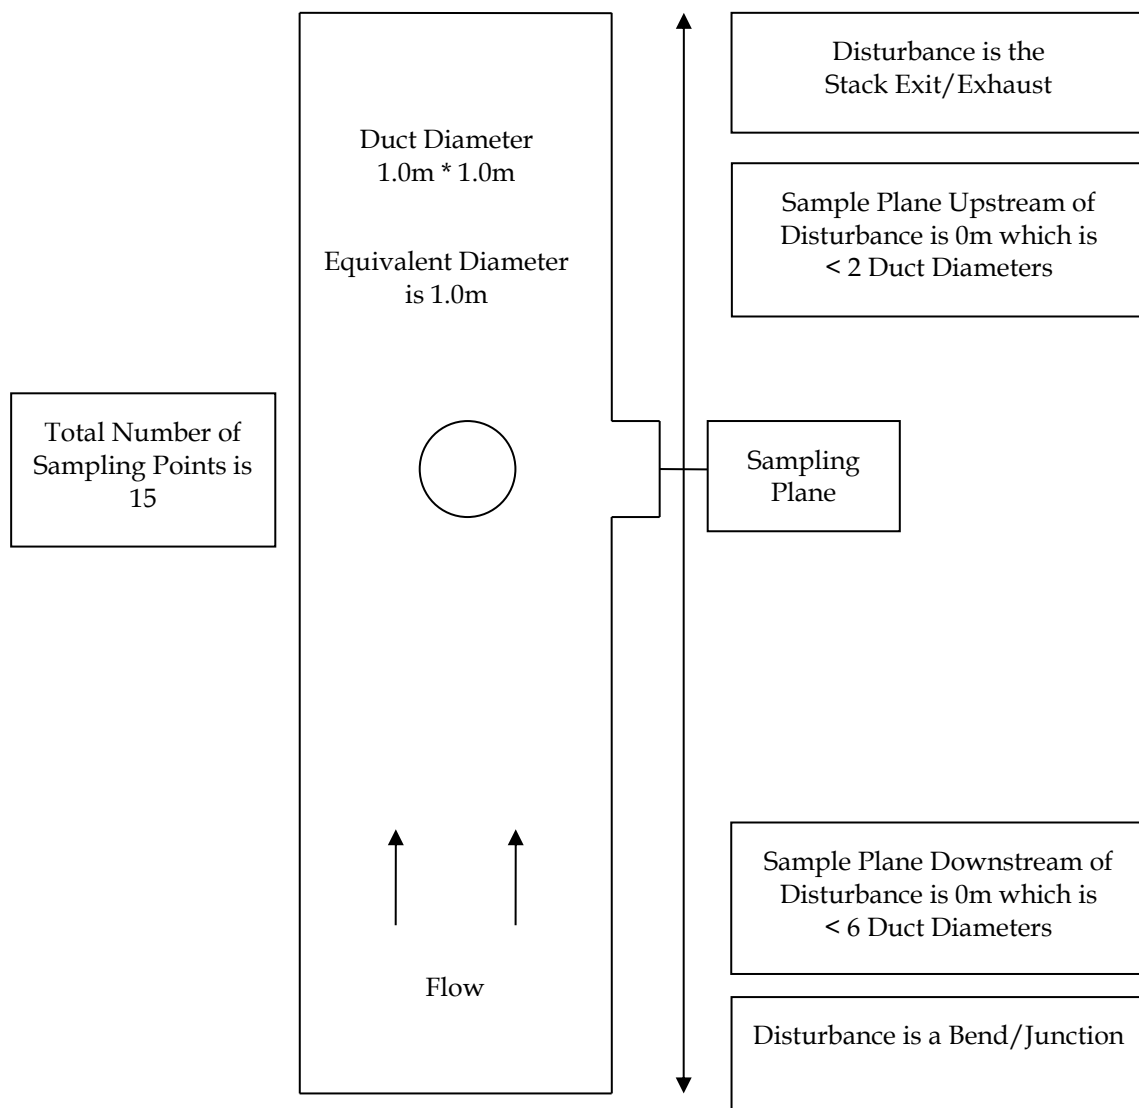 Disturbance is the
Stack Exit/Exhaust
Duct Diameter
1.0m * 1.0m
Sample Plane Upstream of
Disturbance is 0m which is
< 2 Duct Diameters
Equivalent Diameter
is 1.0m
Total Number of
Sampling Points is
15
Sampling
Plane
Sample Plane Downstream of
Disturbance is 0m which is
< 6 Duct Diameters
Flow
Disturbance is a Bend/Junction